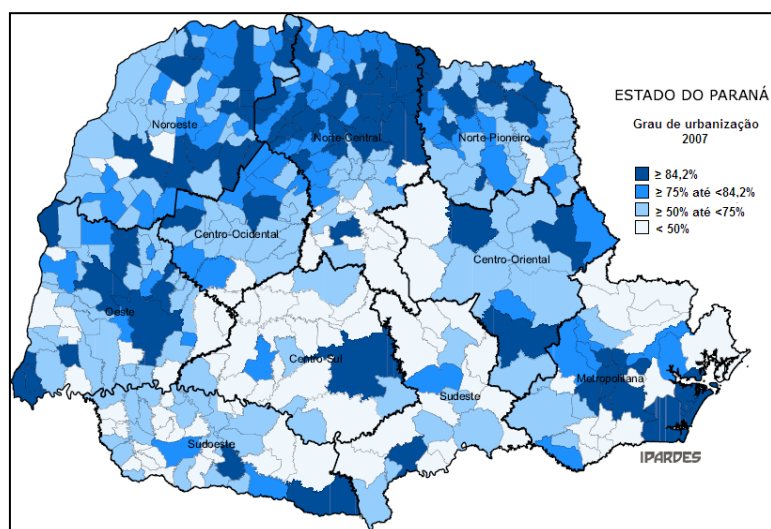 ESTADO DO PARANÁ
Grau de urbanização
2007
≥ 84,2%
≥ 75% até <84,2%
≥ 50% até <75%
< 50%
Noroeste
Norte-Central
Norte-Pioneiro
Centro-Ocidental
Centro-Oriental
Oeste
Centro-Sul
Metropolitana
Sudeste
Sudoeste
IPARDES